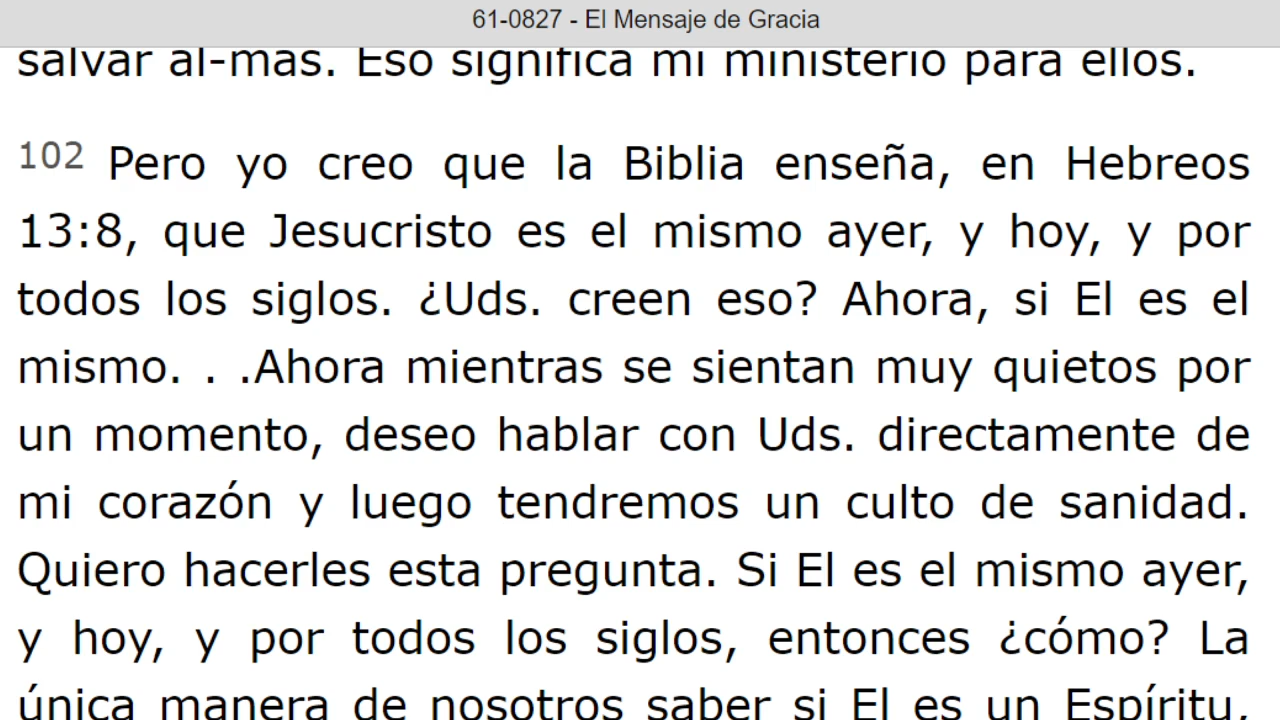 61-0827 - El Mensaje de Gracia
salvar al-mas. Eso significa mi ministerio para ellos.
102 Pero yo creo que la Biblia enseña, en Hebreos
13:8, que Jesucristo es el mismo ayer, y hoy, y por
todos los siglos. ¿Uds. creen eso? Ahora, si El es el
mismo. . .Ahora mientras se sientan muy quietos por
un momento, deseo hablar con Uds. directamente de
mi corazón y luego tendremos un culto de sanidad.
Quiero hacerles esta pregunta. Si El es el mismo ayer,
y hoy, y por todos los siglos, entonces ¿cómo? La
única manera de nosotros saber si El es un Espíritu,